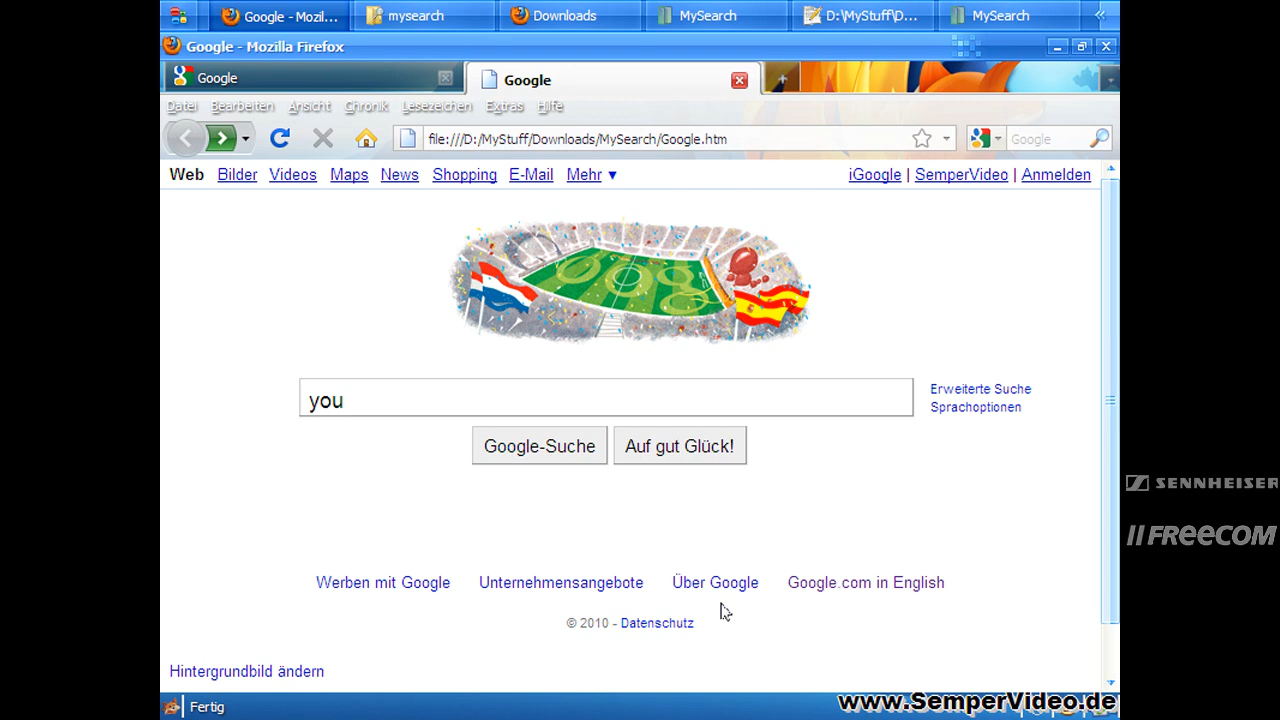 Google - Mozil... mysearch Downloads MySearch D:\MyStuff\D... MySearch
Google - Mozilla Firefox
Google Google
Datei Bearbeiten Ansicht Chronik Lesezeichen Extras Hilfe
file:///D:/MyStuff/Downloads/MySearch/Google.htm Google
Web Bilder Videos Maps News Shopping E-Mail Mehr ▼ iGoogle | SemperVideo | Anmelden
you
Erweiterte Suche
Sprachoptionen
Google-Suche Auf gut Glück!
SENNHEISER
FREECOM
Werben mit Google Unternehmensangebote Über Google Google.com in English
© 2010 - Datenschutz
Hintergrundbild ändern
Fertig
www.SemperVideo.de